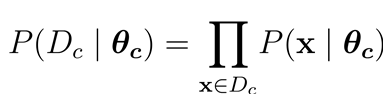 P(D_c | θ_c) = ∏_{x∈D_c} P(x | θ_c)